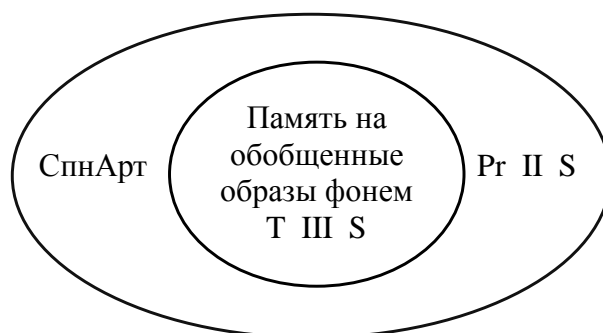 Память на
обобщенные
СпнАрт
Pr II S
образы фонем
T III S